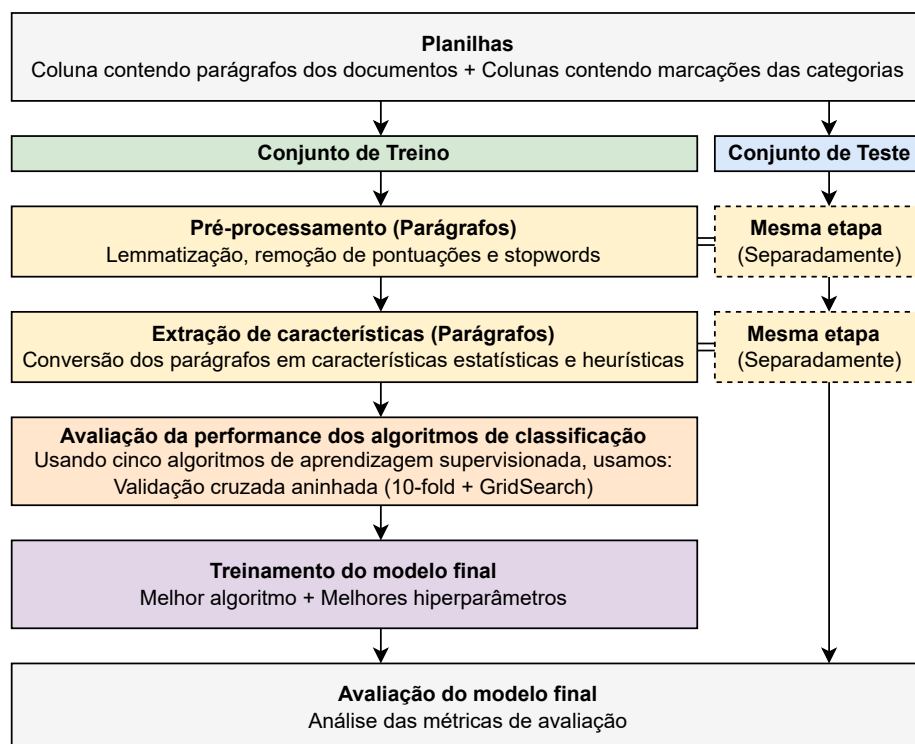 Planilhas
Coluna contendo parágrafos dos documentos + Colunas contendo marcações das categorias
Conjunto de Treino
Conjunto de Teste
Pré-processamento (Parágrafos)
Lemmatização, remoção de pontuações e stopwords
Mesma etapa
(Separadamente)
Extração de características (Parágrafos)
Conversão dos parágrafos em características estatísticas e heurísticas
Mesma etapa
(Separadamente)
Avaliação da performance dos algoritmos de classificação
Usando cinco algoritmos de aprendizagem supervisionada, usamos:
Validação cruzada aninhada (10-fold + GridSearch)
Treinamento do modelo final
Melhor algoritmo + Melhores hiperparâmetros
Avaliação do modelo final
Análise das métricas de avaliação